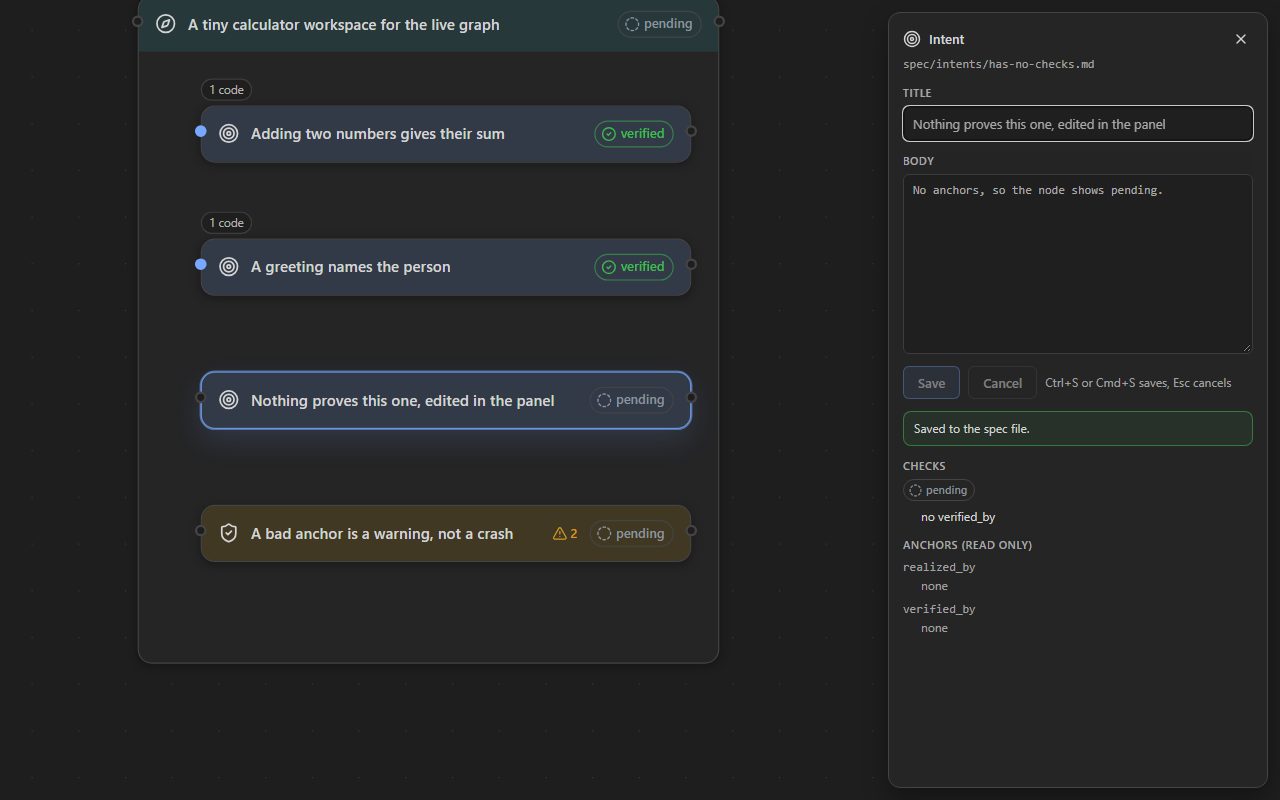 A tiny calculator workspace for the live graph
pending
1 code
Adding two numbers gives their sum
verified
1 code
A greeting names the person
verified
Nothing proves this one, edited in the panel
pending
A bad anchor is a warning, not a crash
2
pending
Intent
spec/intents/has-no-checks.md
TITLE
Nothing proves this one, edited in the panel
BODY
No anchors, so the node shows pending.
Save
Cancel
Ctrl+S or Cmd+S saves, Esc cancels
Saved to the spec file.
CHECKS
pending
no verified_by
ANCHORS (READ ONLY)
realized_by
none
verified_by
none